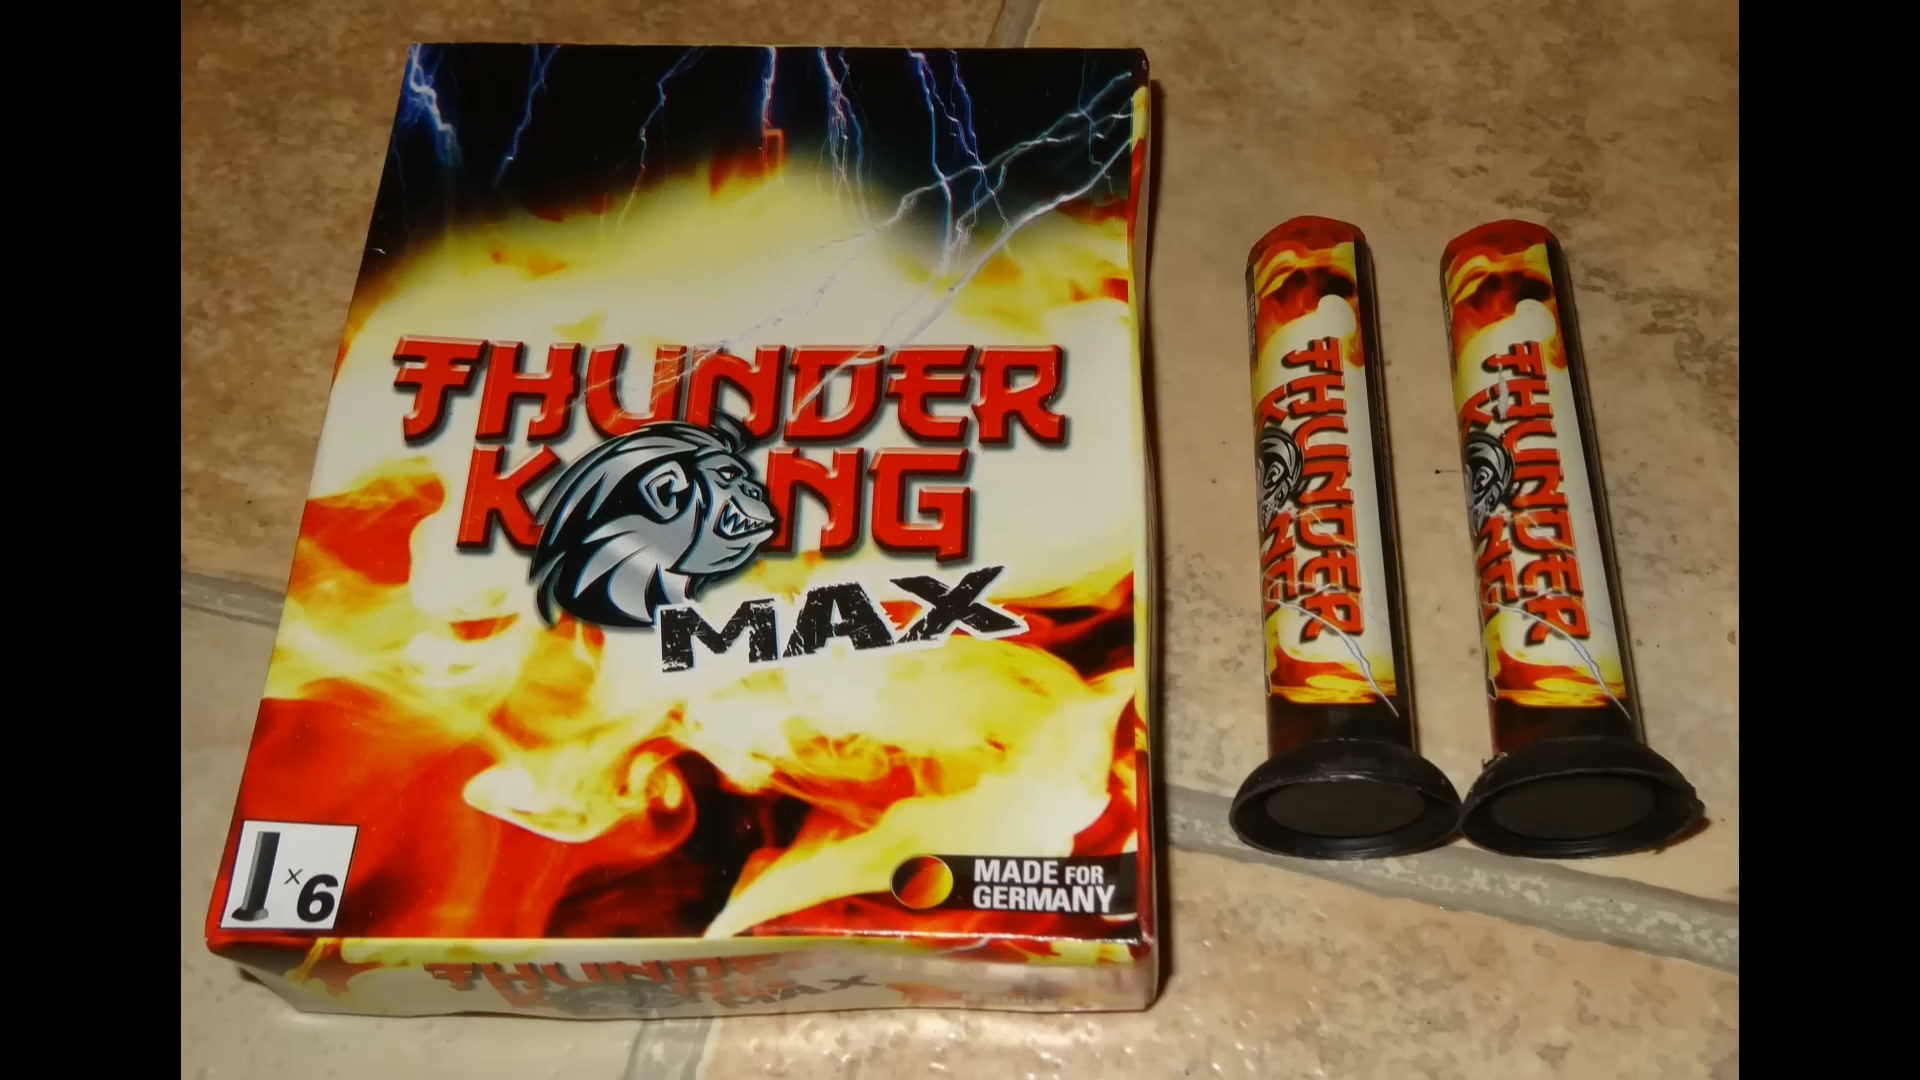 THUNDER
KONG
MAX
x6
MADE FOR
GERMANY
THUNDER
MAX
THUNDER
THUNDER